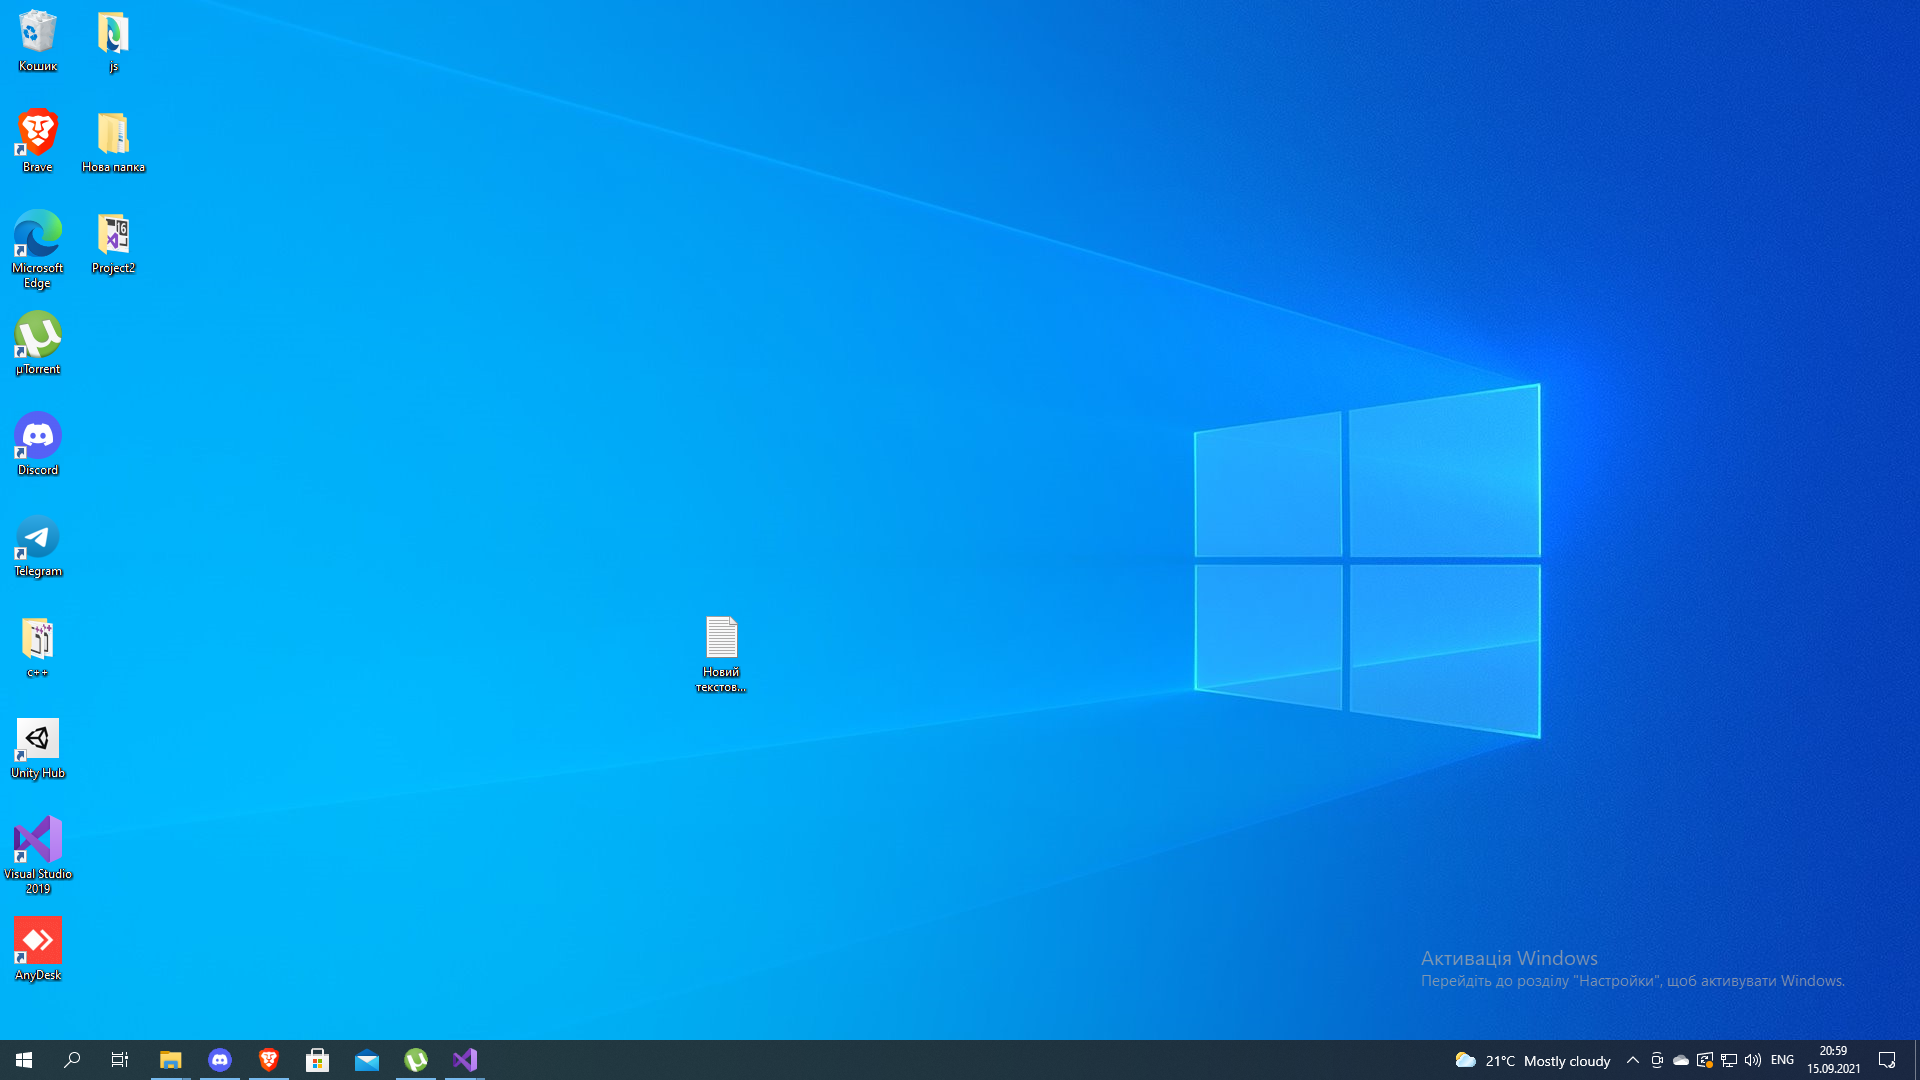 Кошик
js
Brave
Нова папка
Microsoft
Edge
Project2
µTorrent
Discord
Telegram
c++
Новий
текстов...
Unity Hub
Visual Studio
2019
AnyDesk
Активація Windows
Перейдіть до розділу "Настройки", щоб активувати Windows.
21°C Mostly cloudy
ENG
20:59
15.09.2021